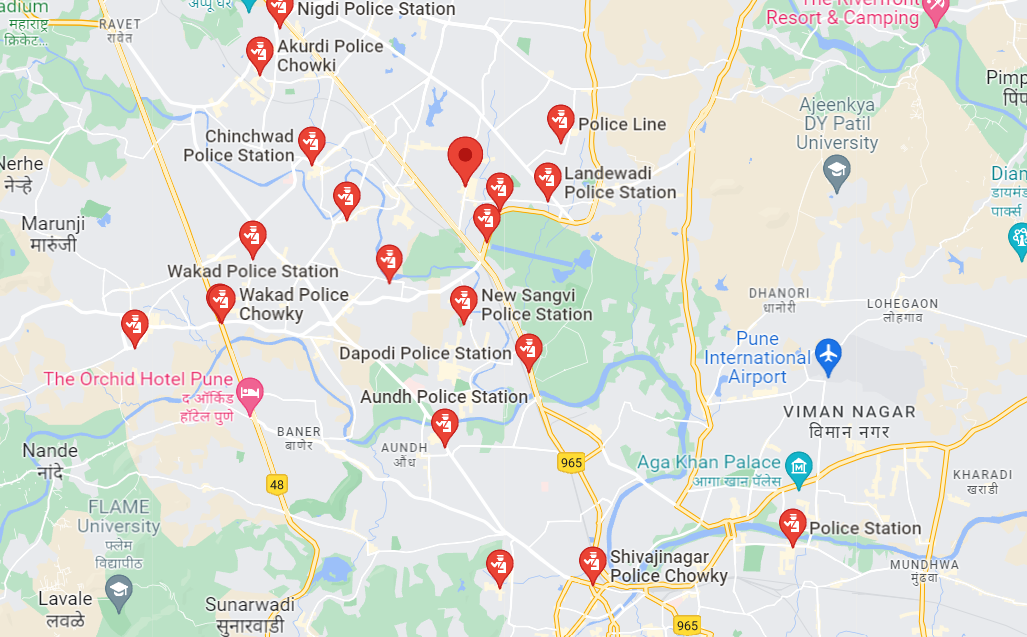 adium
महाराष्ट्र
क्रिकेट...
अप्पू घर
Nigdi Police Station
The Riverfront
Resort & Camping
RAVET
रावेत
Akurdi Police
Chowki
Pimp
पिंप
Ajeenkya
DY Patil
University
Police Line
Chinchwad
Police Station
Nerhe
नेऱ्हे
Landewadi
Police Station
Dian
डायमंड
पार्क्स
Marunji
मारुंजी
Wakad Police Station
Wakad Police
Chowky
New Sangvi
Police Station
DHANORI
धानोरी
LOHEGAON
लोहगाव
Dapodi Police Station
Pune
International
Airport
The Orchid Hotel Pune
द ऑर्किड
हॉटेल पुणे
Aundh Police Station
VIMAN NAGAR
विमान नगर
BANER
बाणेर
AUNDH
औंध
Nande
नांदे
965
Aga Khan Palace
आगा खान पॅलेस
KHARADI
खराडी
48
FLAME
University
फ्लेम
विद्यापीठ
Police Station
Shivajinagar
Police Chowky
MUNDHWA
मुंढवा
Lavale
लवळे
Sunarwadi
सुनारवाडी
965